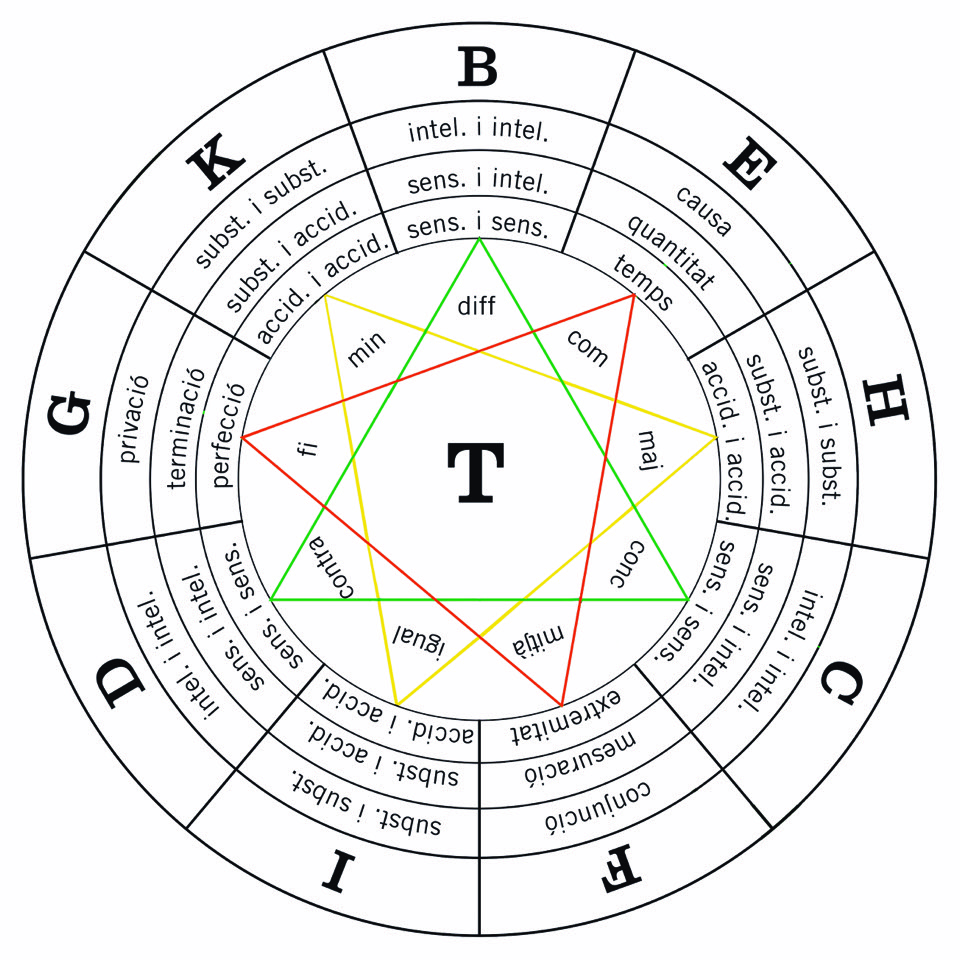 B
intel. i intel.
sens. i intel.
sens. i sens.
diff
E
causa
quantitat
temps
com
H
subst. i subst.
subst. i accid.
accid. i accid.
maj
C
intel. i intel.
sens. i intel.
sens. i sens.
conc
F
conjunció
mesuració
extremitat
mitjà
I
subst. i subst.
subst. i accid.
accid. i accid.
igual
D
intel. i intel.
sens. i intel.
sens. i sens.
contra
G
privació
terminació
perfecció
fi
K
subst. i subst.
subst. i accid.
accid. i accid.
min
T